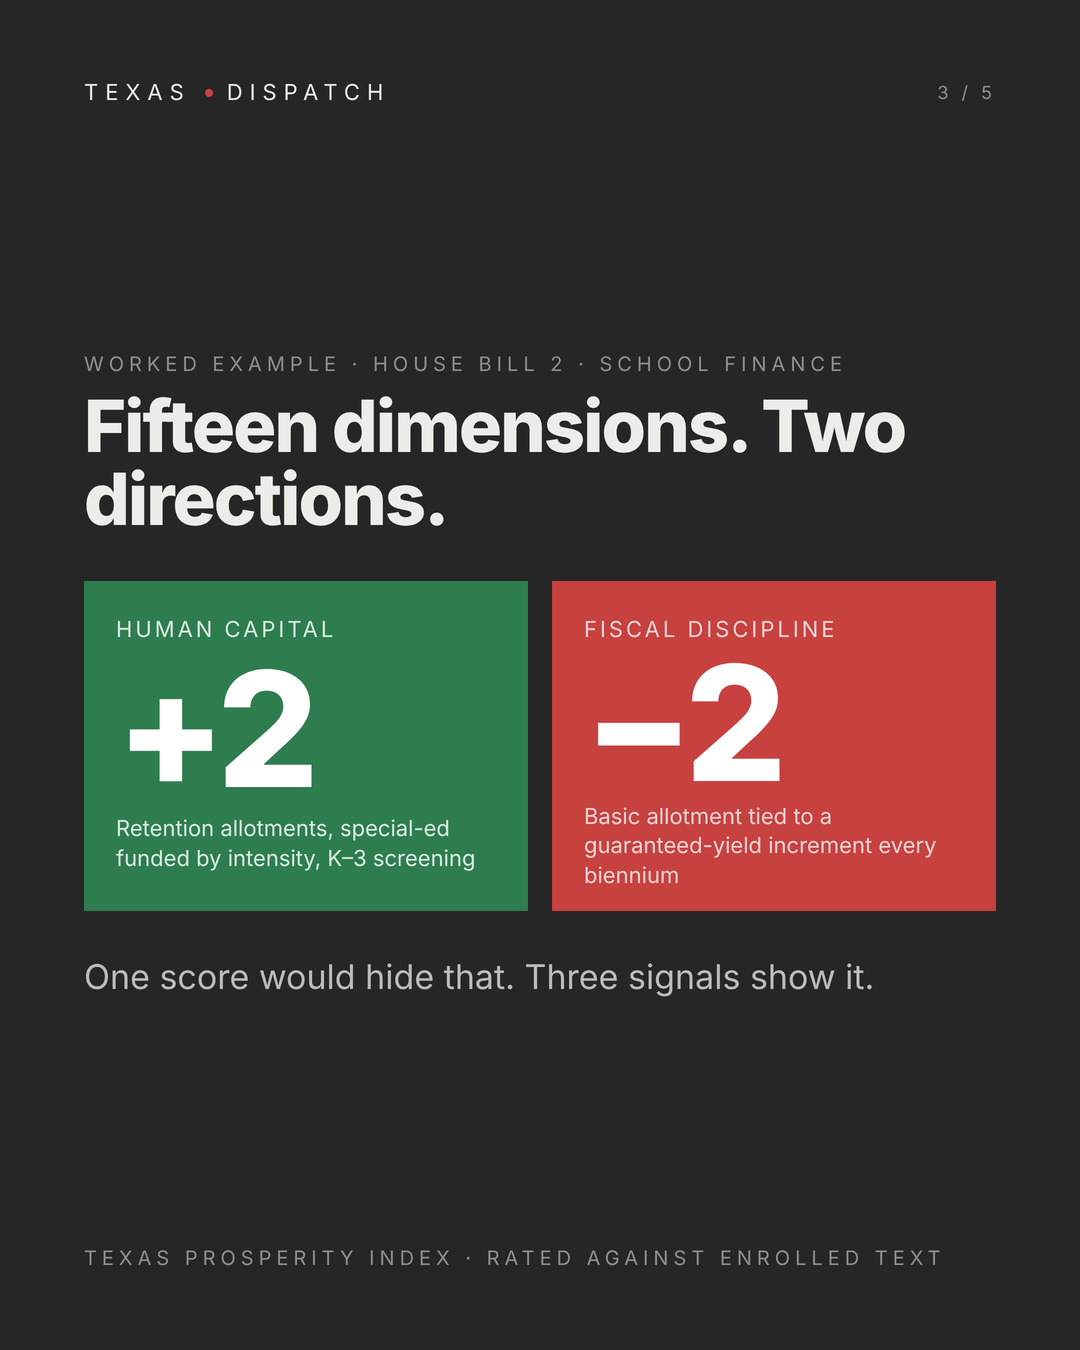 TEXAS • DISPATCH
3 / 5
WORKED EXAMPLE · HOUSE BILL 2 · SCHOOL FINANCE
Fifteen dimensions. Two
directions.
HUMAN CAPITAL
+2
Retention allotments, special-ed
funded by intensity, K–3 screening
FISCAL DISCIPLINE
−2
Basic allotment tied to a
guaranteed-yield increment every
biennium
One score would hide that. Three signals show it.
TEXAS PROSPERITY INDEX · RATED AGAINST ENROLLED TEXT